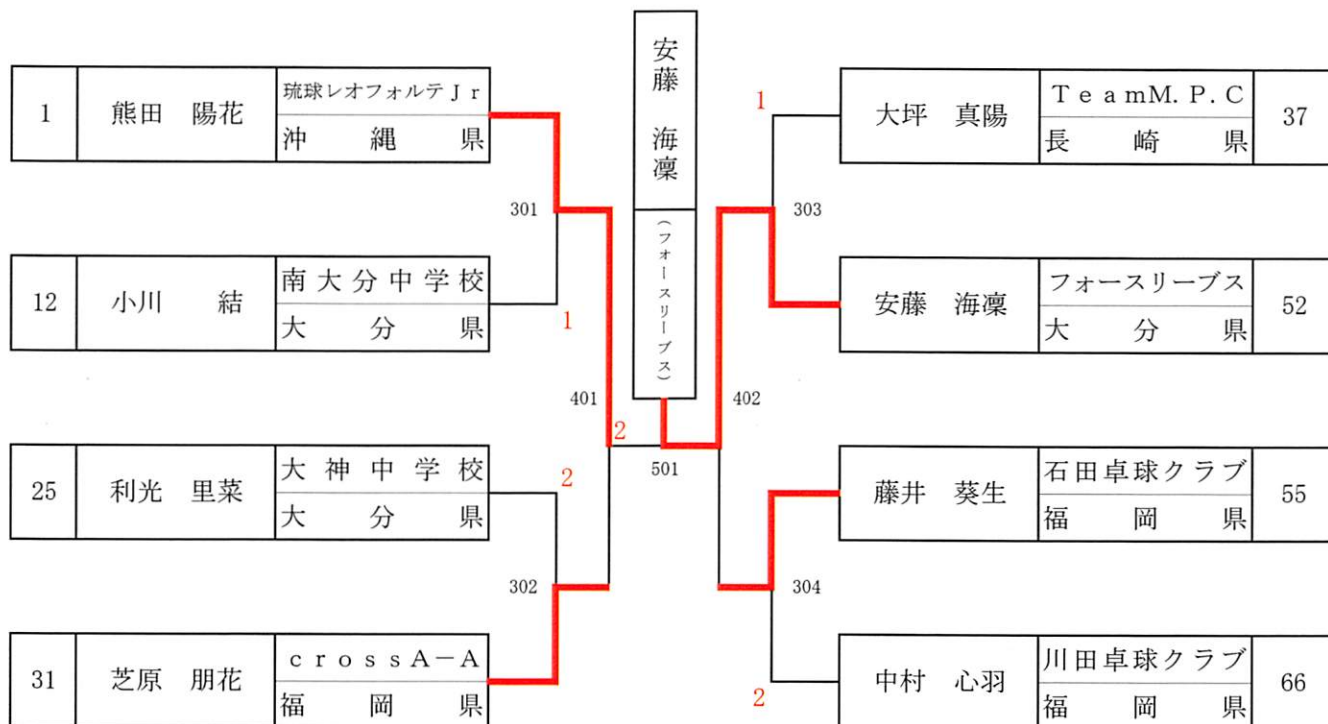 安藤 海凜
(フォースリーブス)
1 熊田 陽花 琉球レオフォルテJr
沖縄県
301
12 小川 結 南大分中学校
大分県
1
401
2
25 利光 里菜 大神中学校
大分県
2
302
31 芝原 朋花 crossA-A
福岡県
501
1
大坪 真陽 TeamM.P.C 37
長崎県
303
安藤 海凜 フォースリーブス 52
大分県
402
藤井 葵生 石田卓球クラブ 55
福岡県
304
2
中村 心羽 川田卓球クラブ 66
福岡県